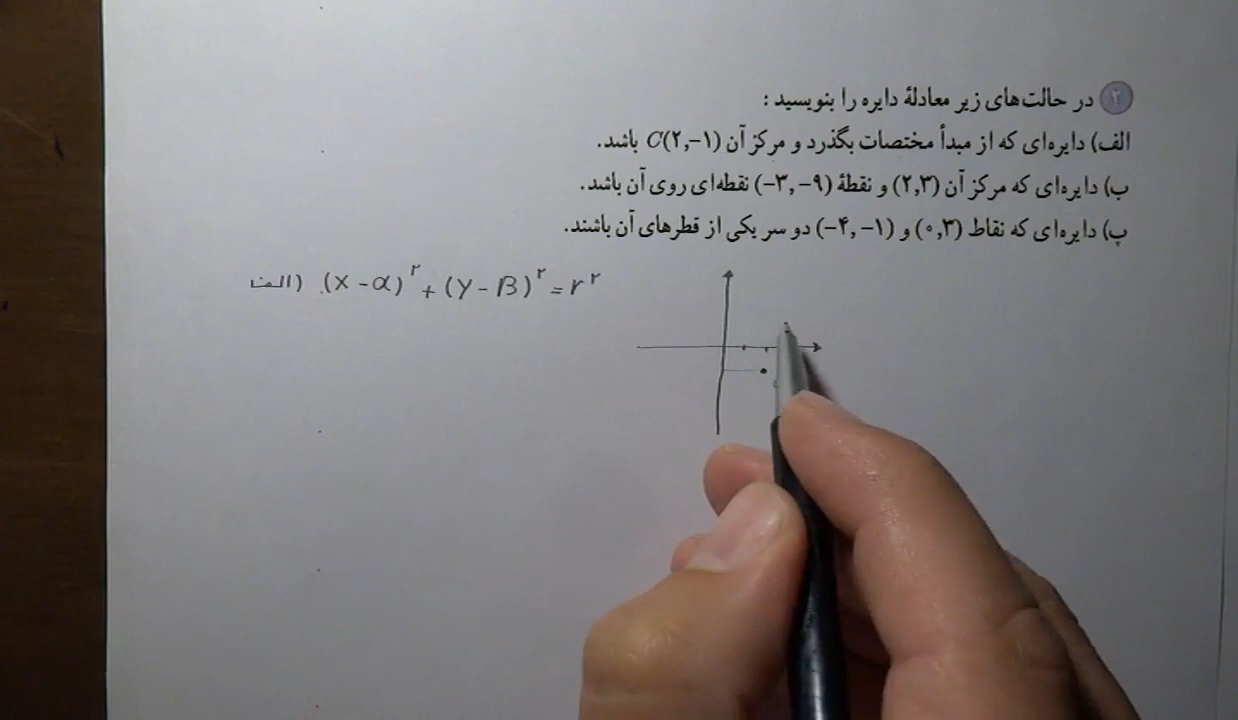 ۲ در حالت‌های زیر معادلهٔ دایره را بنویسید :
الف) دایره‌ای که از مبدأ مختصات بگذرد و مرکز آن C(۲,−۱) باشد.
ب) دایره‌ای که مرکز آن (۲,۳) و نقطهٔ (−۳,−۹) نقطه‌ای روی آن باشد.
پ) دایره‌ای که نقاط (۰,۳) و (−۴,−۱) دو سر یکی از قطرهای آن باشند.
الف) (x-α)^۲ + (y-β)^۲ = r^۲